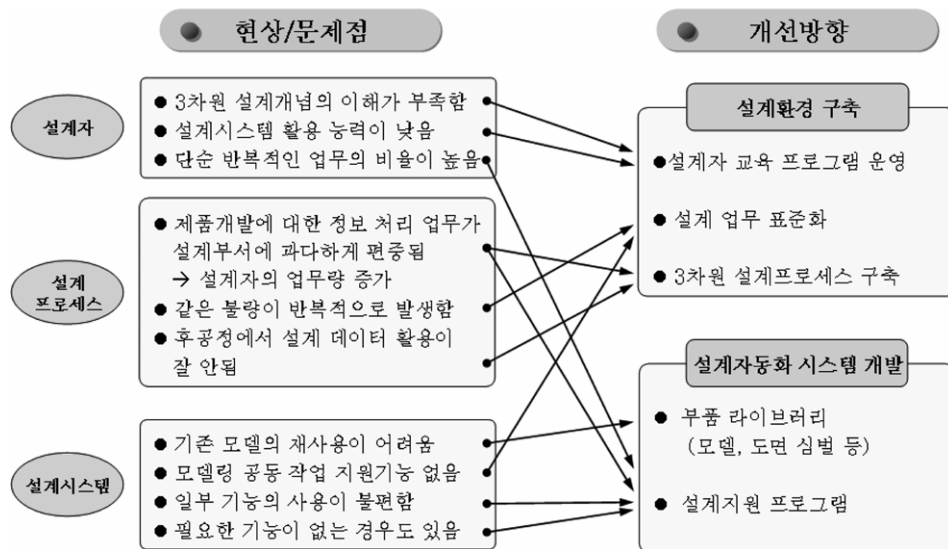 현상/문제점
개선방향
설계자
● 3차원 설계개념의 이해가 부족함
● 설계시스템 활용 능력이 낮음
● 단순 반복적인 업무의 비율이 높음
설계
프로세스
● 제품개발에 대한 정보 처리 업무가
설계부서에 과다하게 편중됨
→ 설계자의 업무량 증가
● 같은 불량이 반복적으로 발생함
● 후공정에서 설계 데이터 활용이
잘 안됨
설계시스템
● 기존 모델의 재사용이 어려움
● 모델링 공동 작업 지원기능 없음
● 일부 기능의 사용이 불편함
● 필요한 기능이 없는 경우도 있음
설계환경 구축
● 설계자 교육 프로그램 운영
● 설계 업무 표준화
● 3차원 설계프로세스 구축
설계자동화 시스템 개발
● 부품 라이브러리
(모델, 도면 심벌 등)
● 설계지원 프로그램